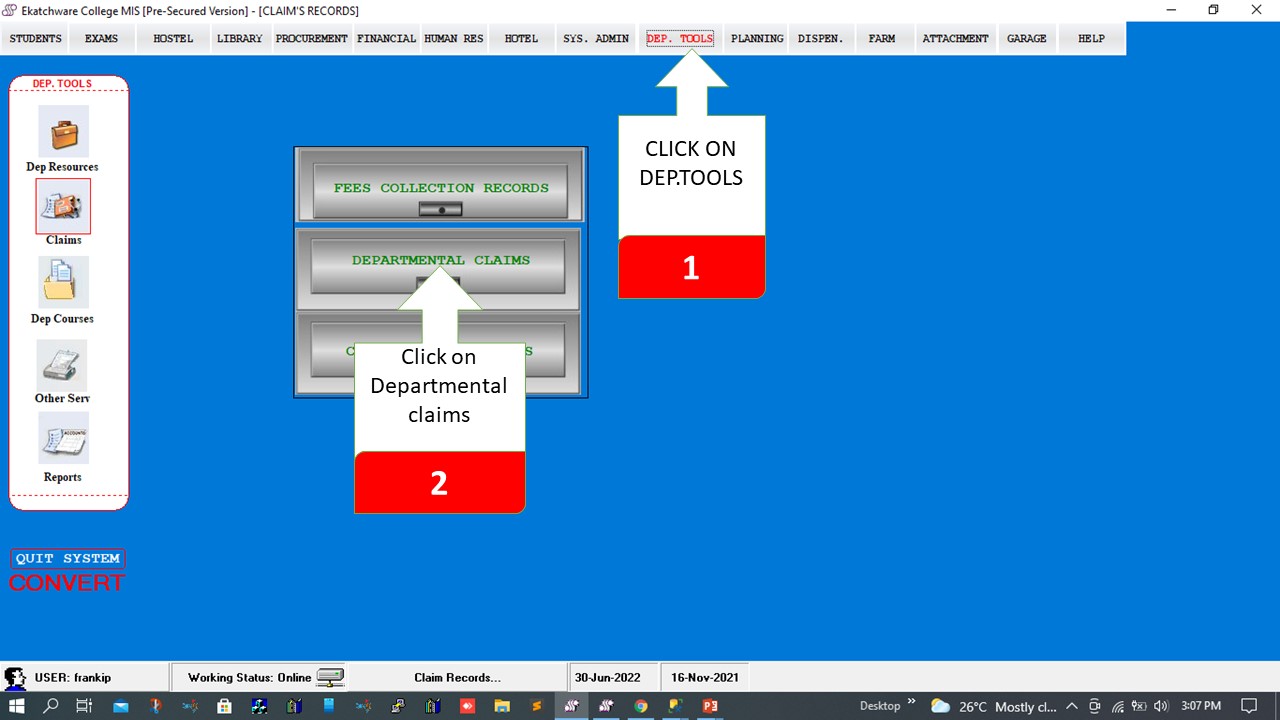 Ekatchware College MIS [Pre-Secured Version] - [CLAIM'S RECORDS]
STUDENTS EXAMS HOSTEL LIBRARY PROCUREMENT FINANCIAL HUMAN RES HOTEL SYS. ADMIN DEP. TOOLS PLANNING DISPEN. FARM ATTACHMENT GARAGE HELP
DEP. TOOLS
Dep Resources
Claims
Dep Courses
Other Serv
Reports
QUIT SYSTEM
CONVERT
FEES COLLECTION RECORDS
DEPARTMENTAL CLAIMS
CLICK ON
DEP.TOOLS
1
Click on
Departmental
claims
2
USER: frankip Working Status: Online Claim Records... 30-Jun-2022 16-Nov-2021
Desktop 26°C Mostly cl... 3:07 PM